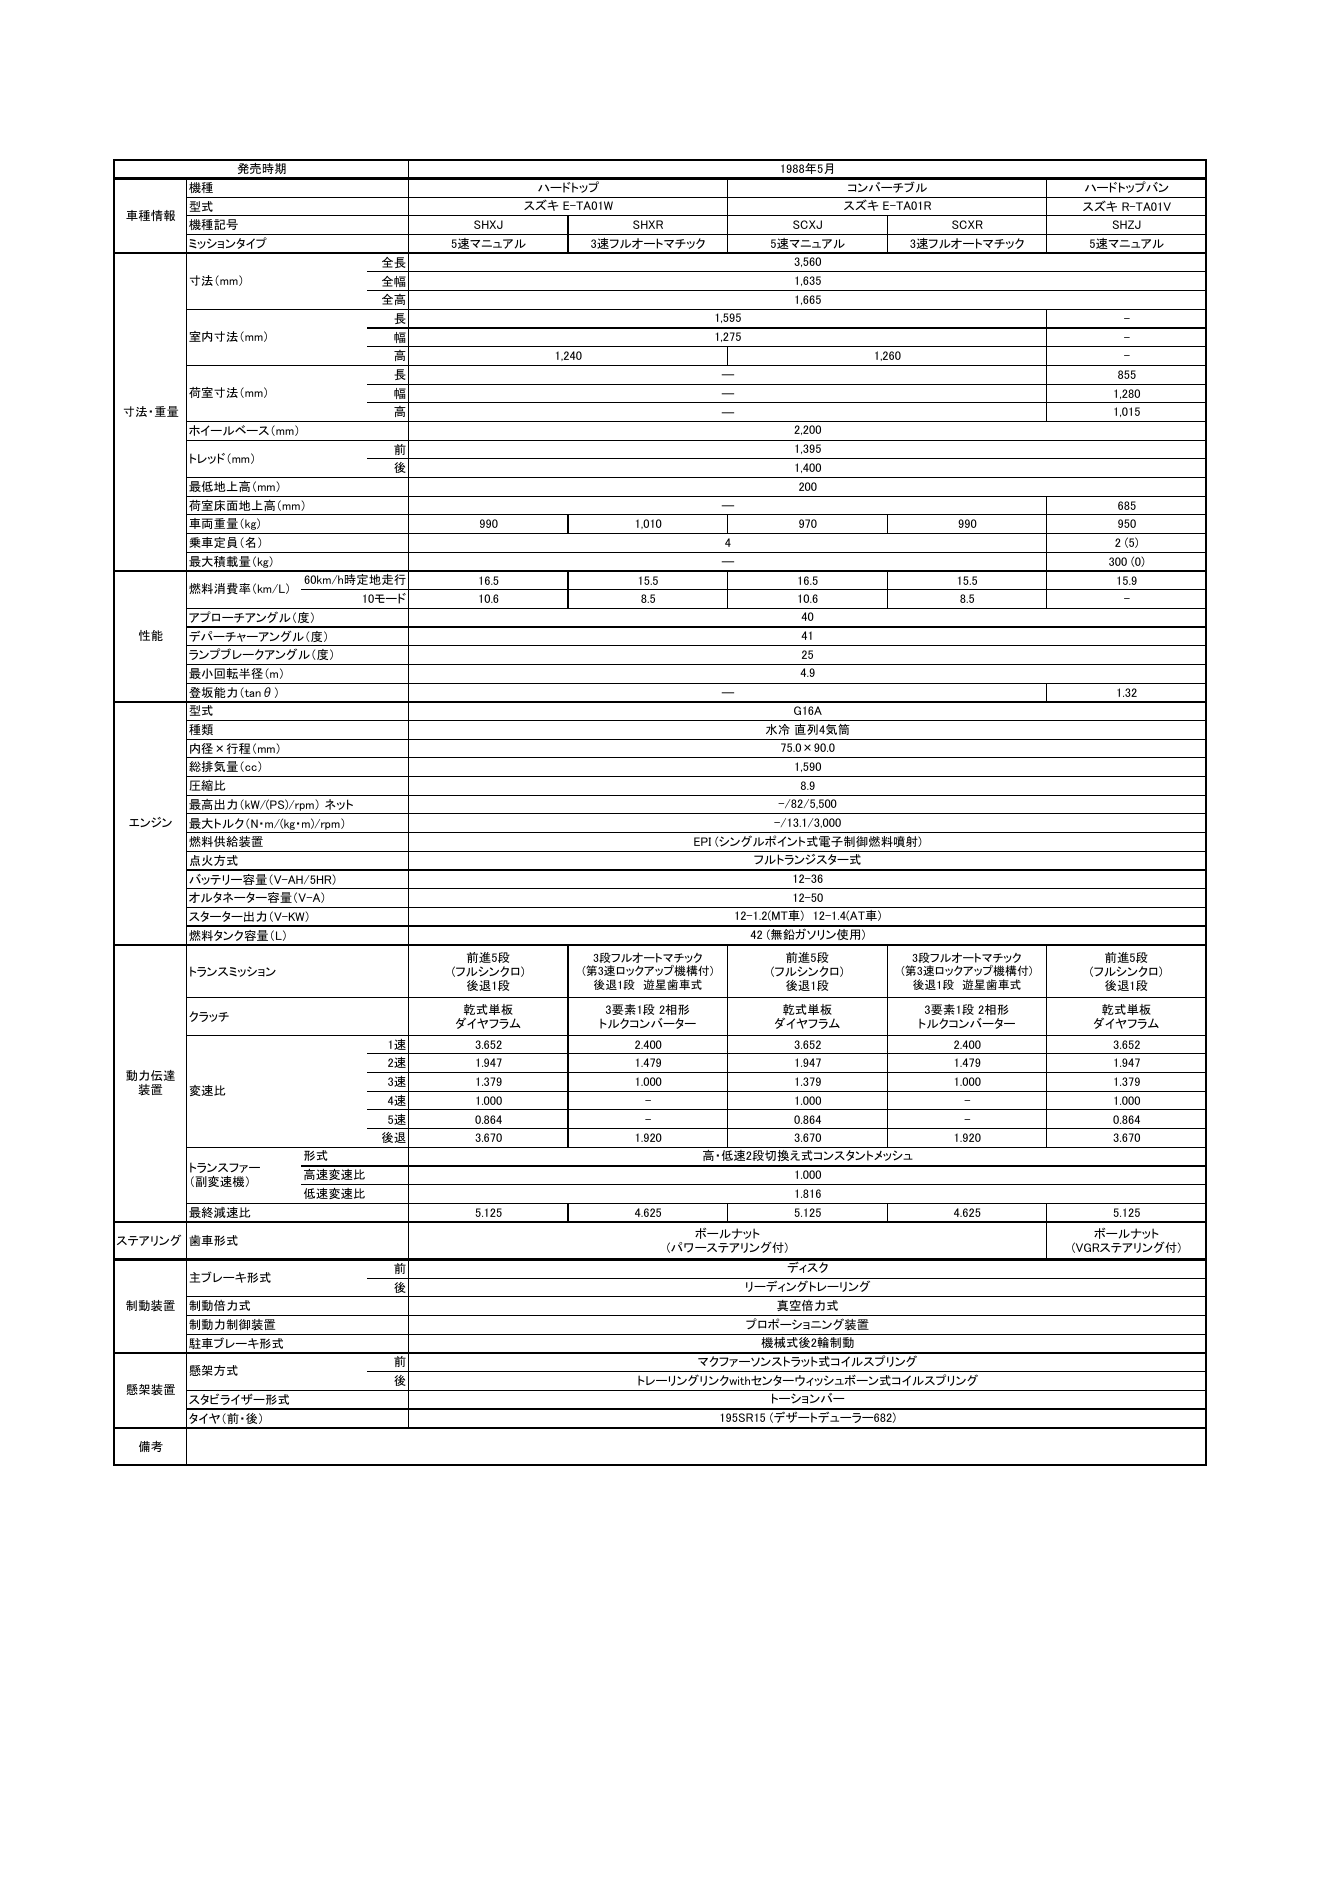 発売時期 1988年5月
車種情報
機種 ハードトップ コンバーチブル ハードトップバン
型式 スズキ E-TA01W スズキ E-TA01R スズキ R-TA01V
機種記号 SHXJ SHXR SCXJ SCXR SHZJ
ミッションタイプ 5速マニュアル 3速フルオートマチック 5速マニュアル 3速フルオートマチック 5速マニュアル
寸法・重量
寸法(mm)
全長 3,560
全幅 1,635
全高 1,665
室内寸法(mm)
長 1,595 -
幅 1,275 -
高 1,240 1,260 -
荷室寸法(mm)
長 ― 855
幅 ― 1,280
高 ― 1,015
ホイールベース(mm) 2,200
トレッド(mm)
前 1,395
後 1,400
最低地上高(mm) 200
荷室床面地上高(mm) ― 685
車両重量(kg) 990 1,010 970 990 950
乗車定員(名) 4 2 (5)
最大積載量(kg) ― 300 (0)
性能
燃料消費率(km/L)
60km/h時定地走行 16.5 15.5 16.5 15.5 15.9
10モード 10.6 8.5 10.6 8.5 -
アプローチアングル(度) 40
デパーチャーアングル(度) 41
ランプブレークアングル(度) 25
最小回転半径(m) 4.9
登坂能力(tanθ) ― 1.32
エンジン
型式 G16A
種類 水冷 直列4気筒
内径×行程(mm) 75.0×90.0
総排気量(cc) 1,590
圧縮比 8.9
最高出力(kW/(PS)/rpm) ネット -/82/5,500
最大トルク(N・m/(kg・m)/rpm) -/13.1/3,000
燃料供給装置 EPI(シングルポイント式電子制御燃料噴射)
点火方式 フルトランジスター式
バッテリー容量(V-AH/5HR) 12-36
オルタネーター容量(V-A) 12-50
スターター出力(V-KW) 12-1.2(MT車) 12-1.4(AT車)
燃料タンク容量(L) 42 (無鉛ガソリン使用)
動力伝達
装置
トランスミッション
前進5段 3段フルオートマチック 前進5段 3段フルオートマチック 前進5段
(フルシンクロ) (第3速ロックアップ機構付) (フルシンクロ) (第3速ロックアップ機構付) (フルシンクロ)
後退1段 後退1段 遊星歯車式 後退1段 後退1段 遊星歯車式 後退1段
クラッチ
乾式単板 3要素1段 2相形 乾式単板 3要素1段 2相形 乾式単板
ダイヤフラム トルクコンバーター ダイヤフラム トルクコンバーター ダイヤフラム
変速比
1速 3.652 2.400 3.652 2.400 3.652
2速 1.947 1.479 1.947 1.479 1.947
3速 1.379 1.000 1.379 1.000 1.379
4速 1.000 - 1.000 - 1.000
5速 0.864 - 0.864 - 0.864
後退 3.670 1.920 3.670 1.920 3.670
トランスファー
(副変速機)
形式 高・低速2段切換え式コンスタントメッシュ
高速変速比 1.000
低速変速比 1.816
最終減速比 5.125 4.625 5.125 4.625 5.125
ステアリング 歯車形式
ボールナット ボールナット
(パワーステアリング付) (VGRステアリング付)
制動装置
主ブレーキ形式
前 ディスク
後 リーディングトレーリング
制動倍力式 真空倍力式
制動力制御装置 プロポーショニング装置
駐車ブレーキ形式 機械式後2輪制動
懸架装置
懸架方式
前 マクファーソンストラット式コイルスプリング
後 トレーリングリンクwithセンターウィッシュボーン式コイルスプリング
スタビライザー形式 トーションバー
タイヤ(前・後) 195SR15 (デザートデューラー682)
備考